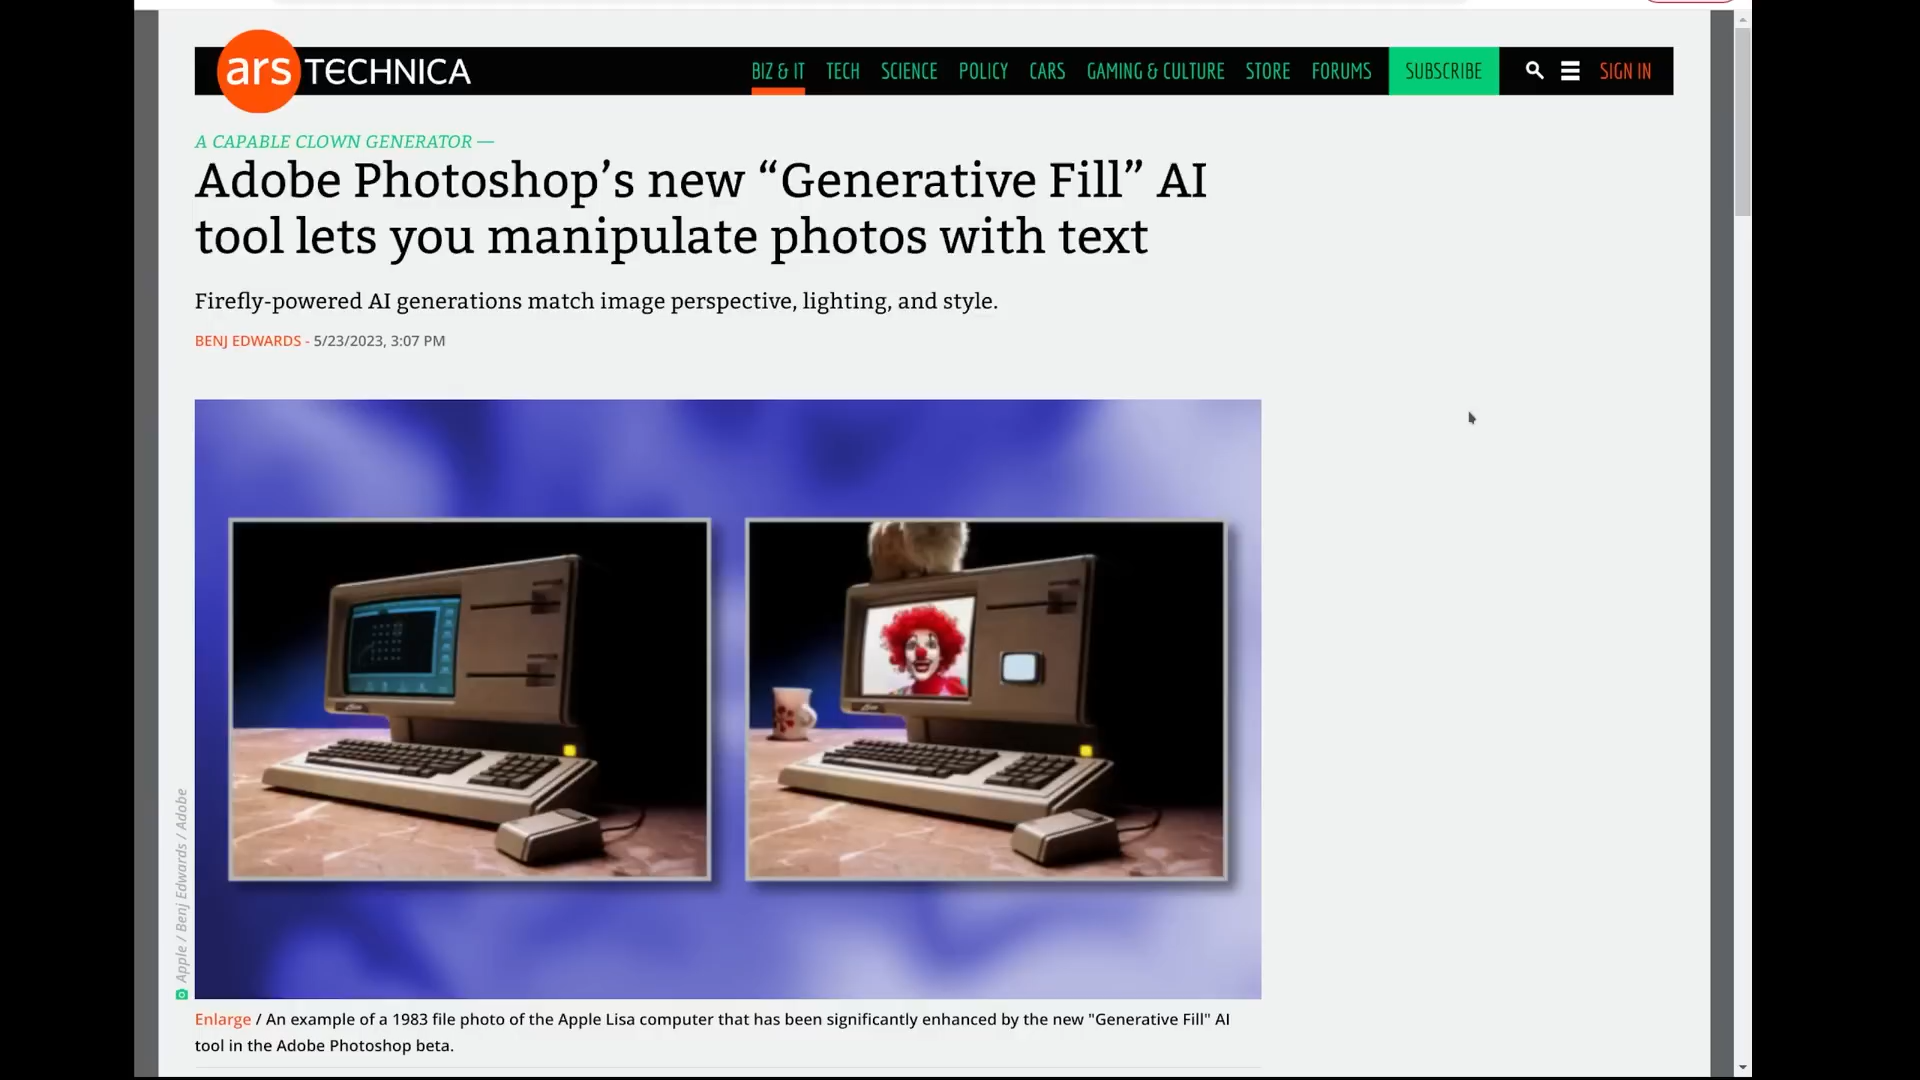 ars TECHNICA
BIZ & IT TECH SCIENCE POLICY CARS GAMING & CULTURE STORE FORUMS SUBSCRIBE SIGN IN
A CAPABLE CLOWN GENERATOR —
Adobe Photoshop’s new “Generative Fill” AI
tool lets you manipulate photos with text
Firefly-powered AI generations match image perspective, lighting, and style.
BENJ EDWARDS - 5/23/2023, 3:07 PM
Apple / Benj Edwards / Adobe
Enlarge / An example of a 1983 file photo of the Apple Lisa computer that has been significantly enhanced by the new "Generative Fill" AI
tool in the Adobe Photoshop beta.